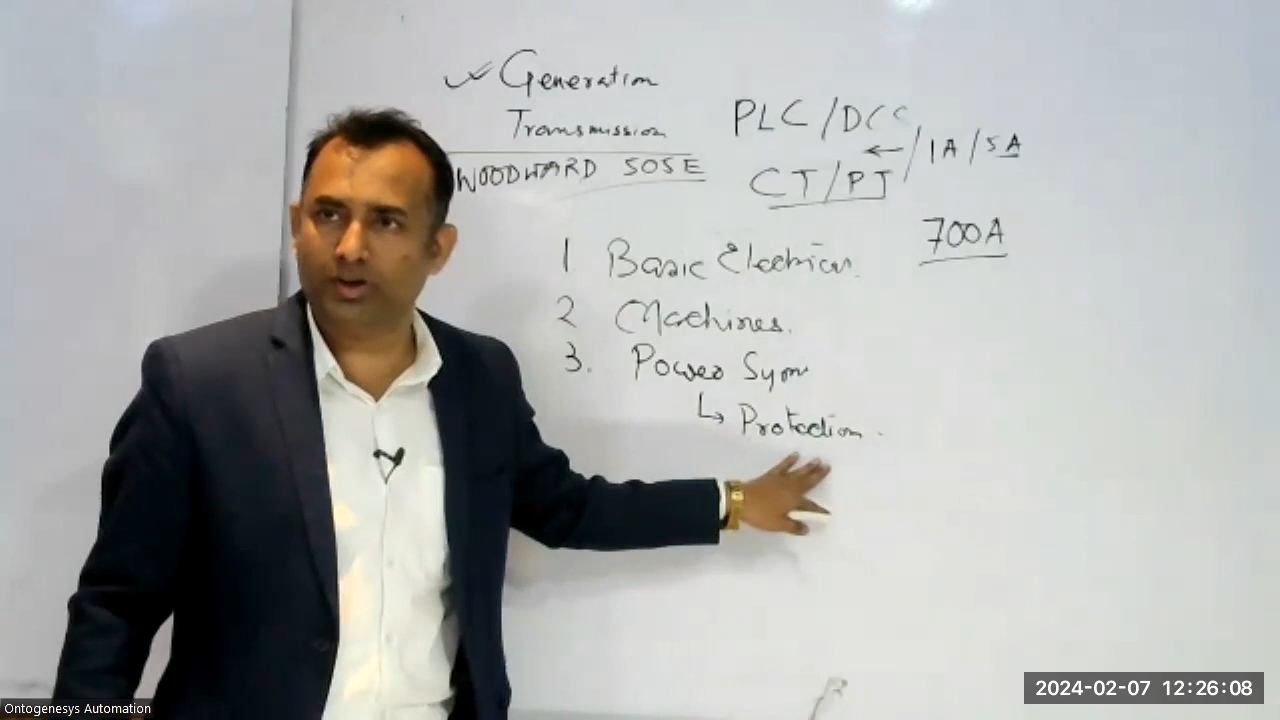 Generation
Transmission
WOODWARD 505E
PLC/DCS
CT/PT
1A/5A
700A
1 Basic Electrical.
2 Machines.
3. Power Sym
Protection.
Ontogenesys Automation
2024-02-07 12:26:08